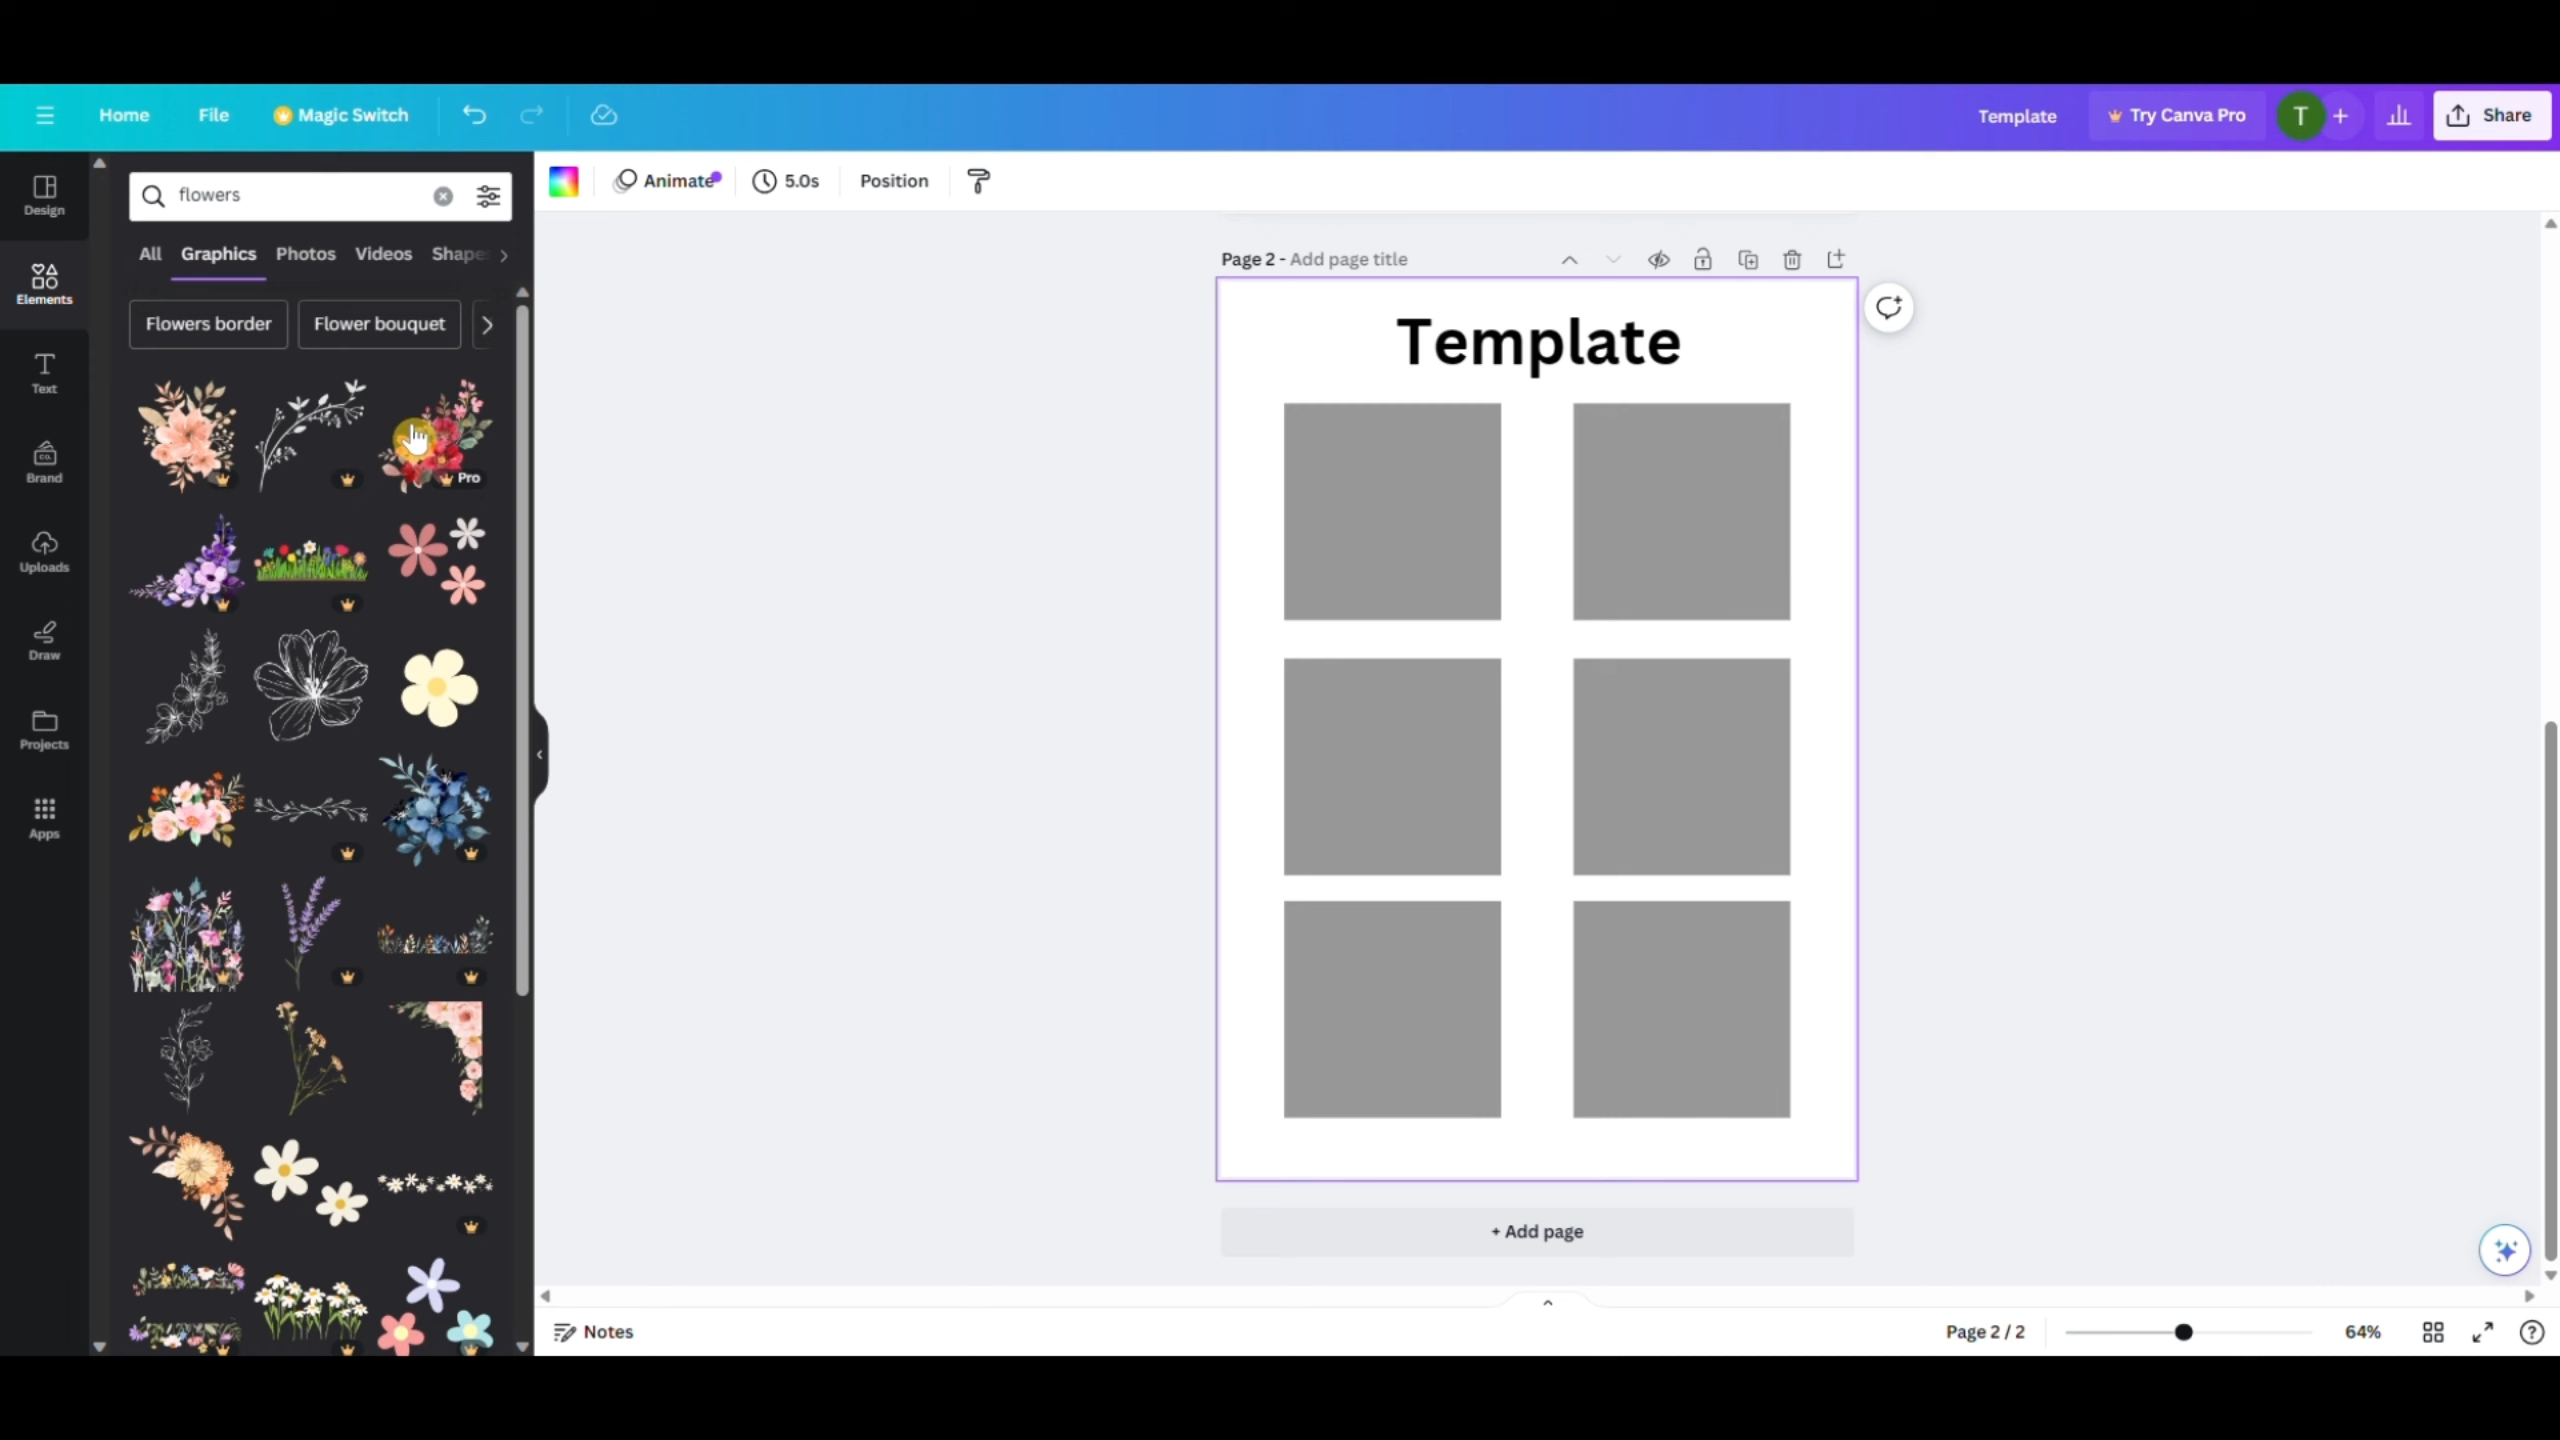 Home File Magic Switch Template Try Canva Pro T + Share
Design
Elements
Text
CO.
Brand
Uploads
Draw
Projects
Apps
flowers
All Graphics Photos Videos Shape
Flowers border Flower bouquet
Pro
Animate 5.0s Position
Page 2 - Add page title
Template
+ Add page
Notes
Page 2 / 2 64% ?